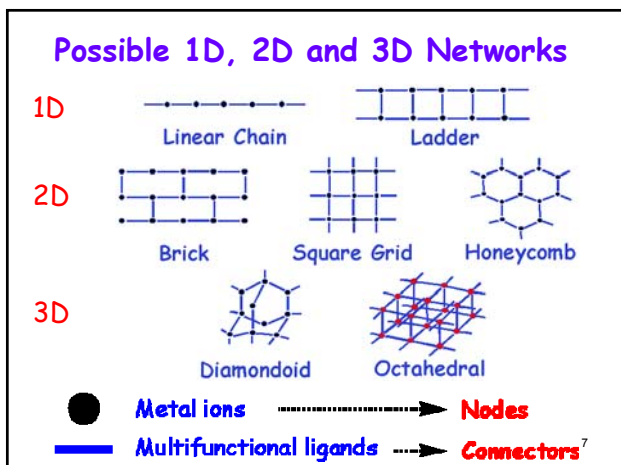 Possible 1D, 2D and 3D Networks
1D
Linear Chain Ladder
2D
Brick Square Grid Honeycomb
3D
Diamondoid Octahedral
Metal ions Nodes
Multifunctional ligands Connectors 7